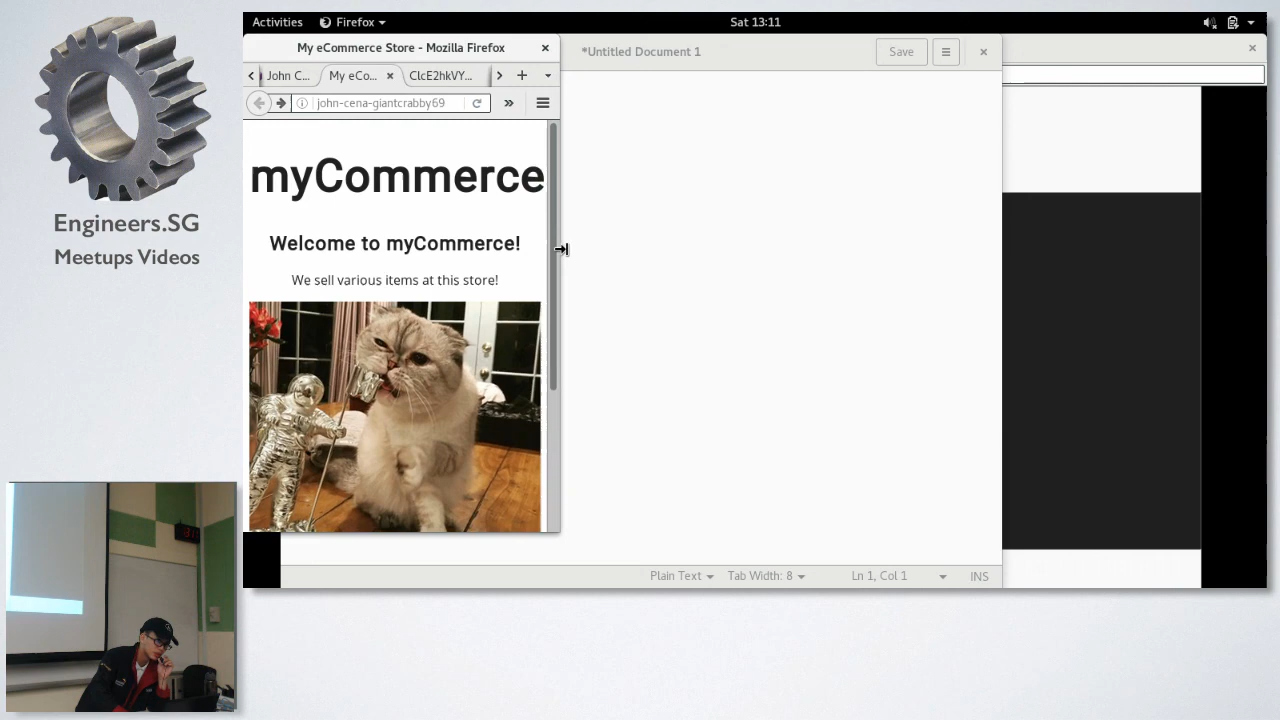 Engineers.SG
Meetups Videos
Activities
Firefox
Sat 13:11
My eCommerce Store - Mozilla Firefox
*Untitled Document 1
Save
John C...
My eCo...
ClcE2hkVY...
john-cena-giantcrabby69
myCommerce
Welcome to myCommerce!
We sell various items at this store!
Plain Text
Tab Width: 8
Ln 1, Col 1
INS